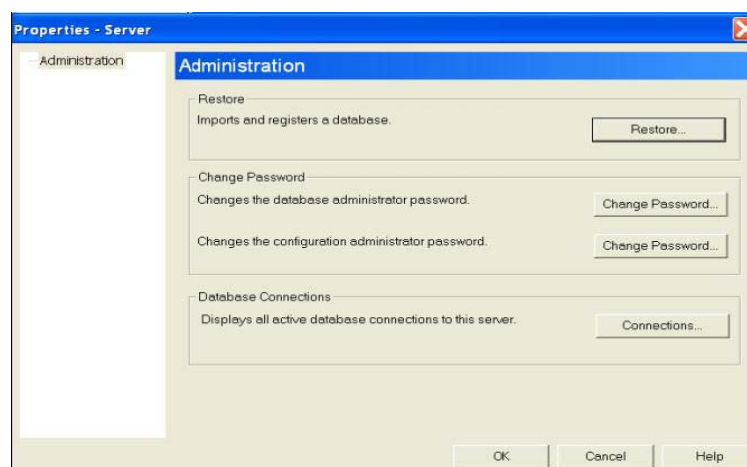 Properties - Server
Administration
Administration
Restore
Imports and registers a database.
Restore...
Change Password
Changes the database administrator password.
Change Password...
Changes the configuration administrator password.
Change Password...
Database Connections
Displays all active database connections to this server.
Connections...
OK
Cancel
Help